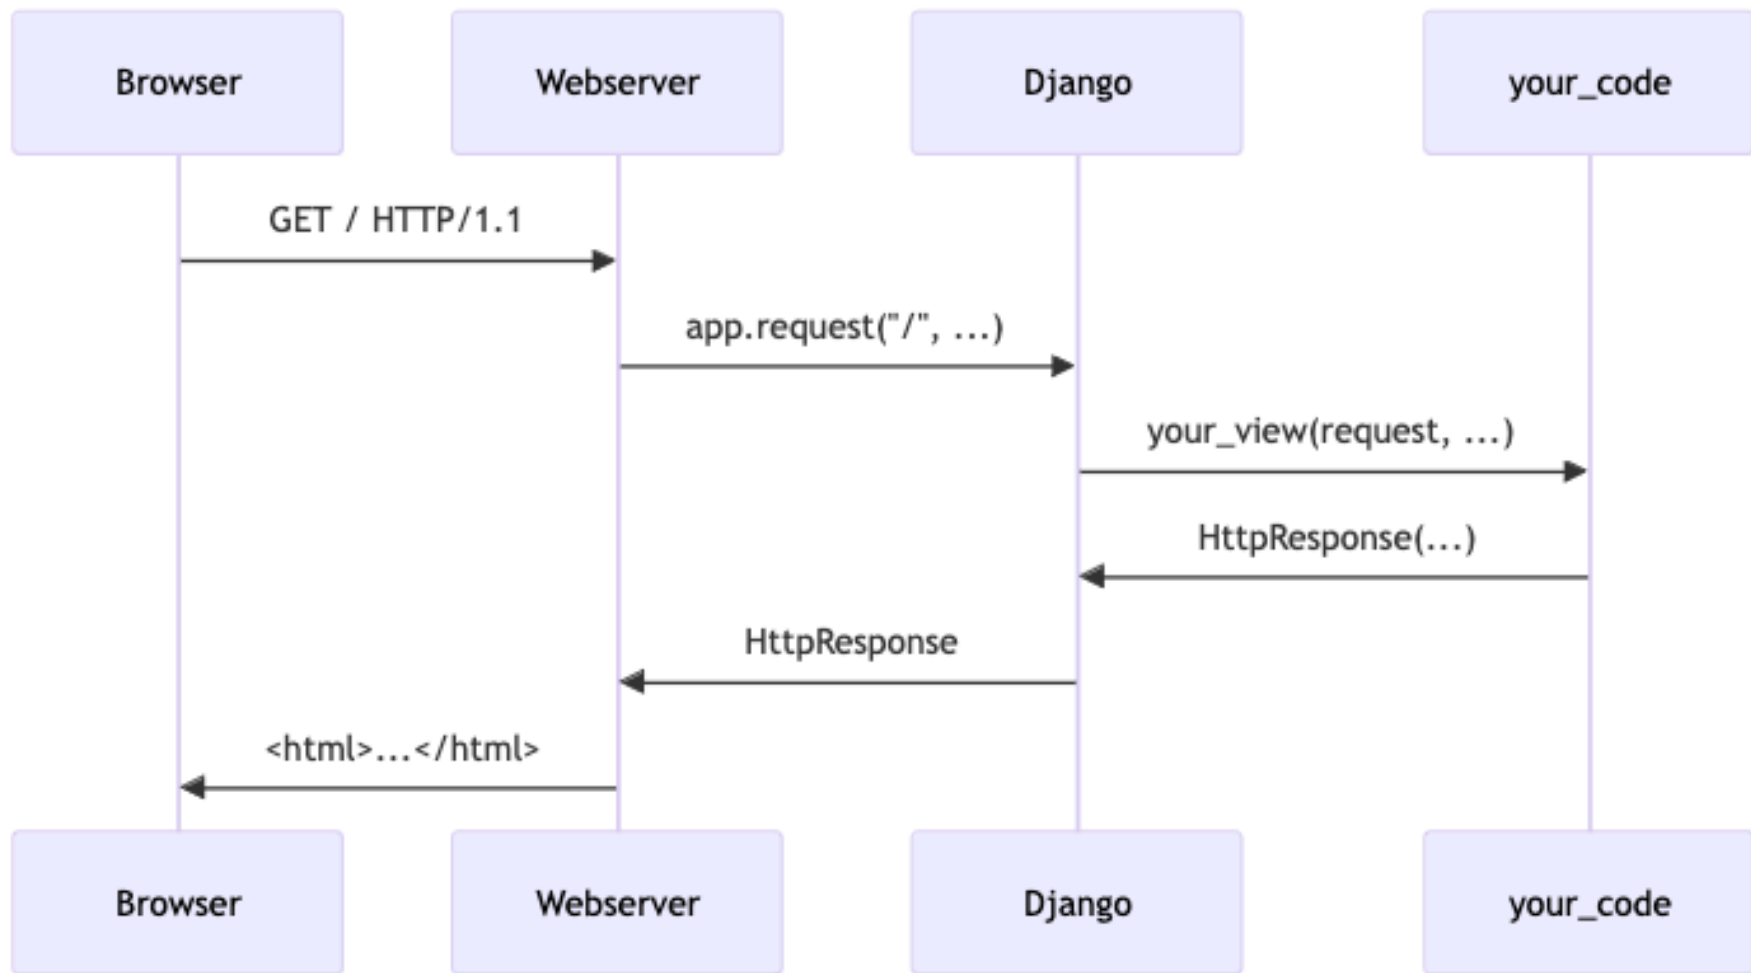 Browser Webserver Django your_code
GET / HTTP/1.1
app.request("/", ...)
your_view(request, ...)
HttpResponse(...)
HttpResponse
<html>...</html>
Browser Webserver Django your_code